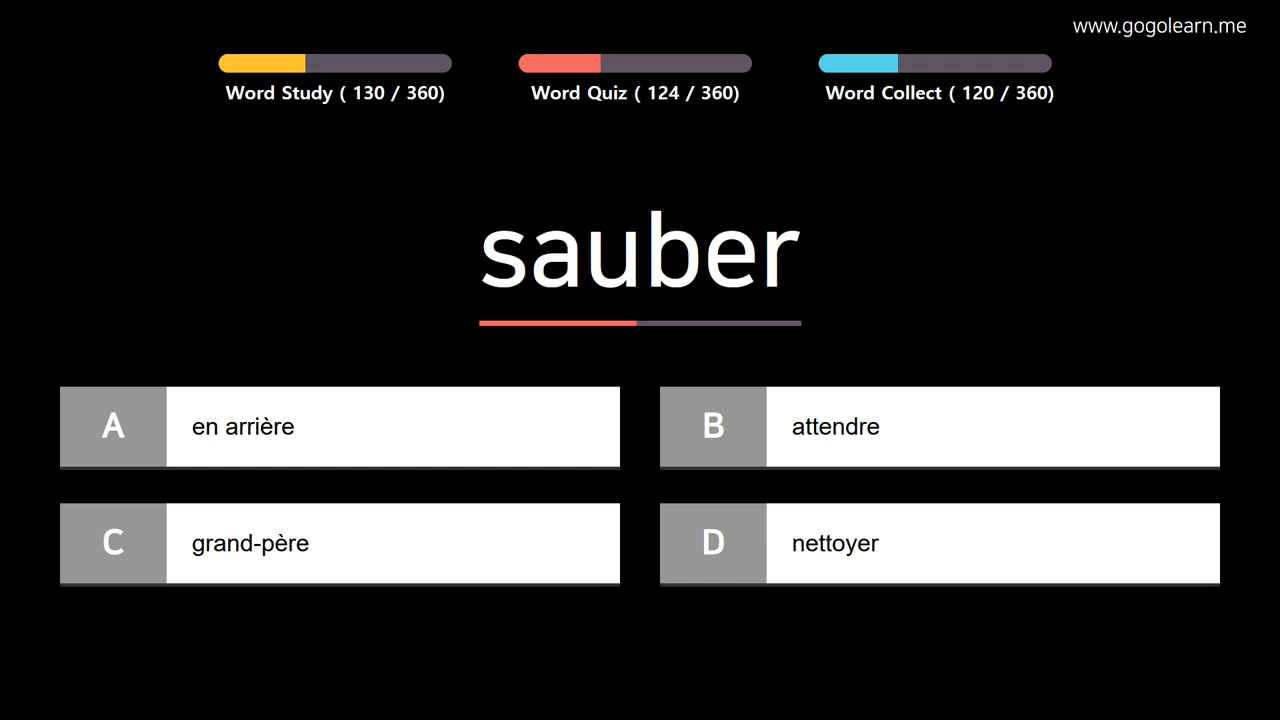 www.gogolearn.me
Word Study ( 130 / 360)
Word Quiz ( 124 / 360)
Word Collect ( 120 / 360)
sauber
A
en arrière
B
attendre
C
grand-père
D
nettoyer